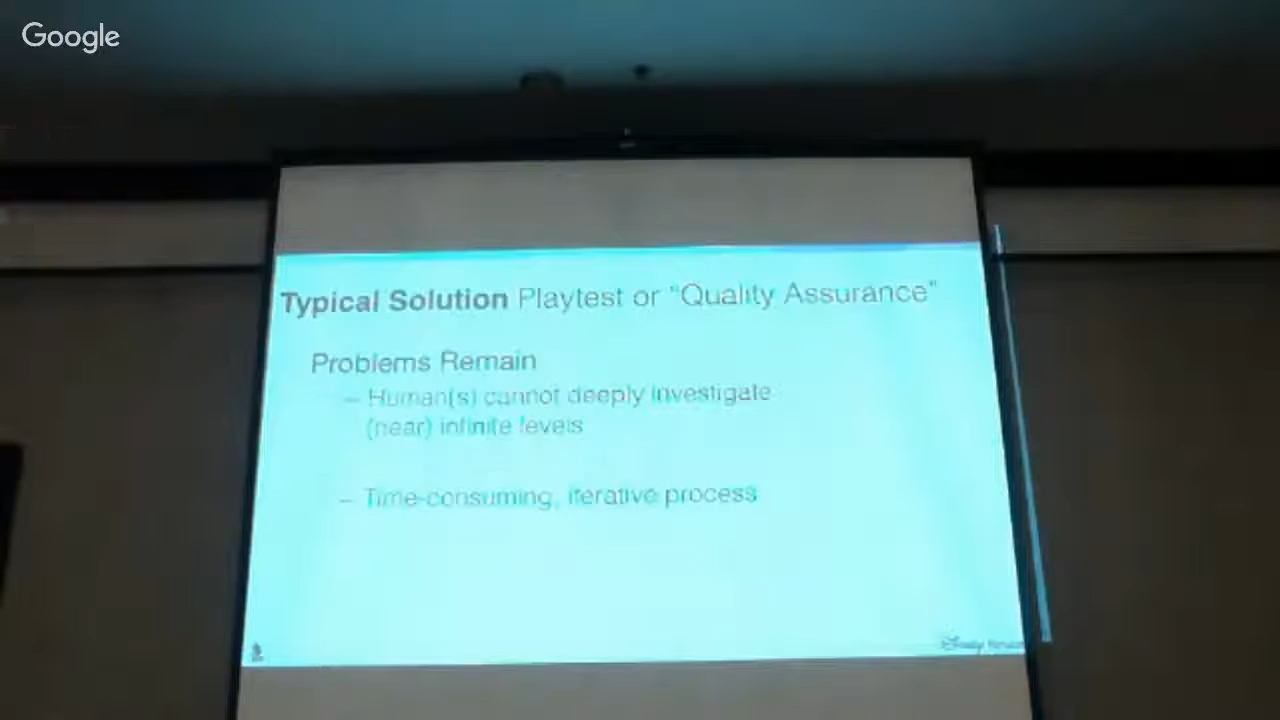 Google
Typical Solution Playtest or "Quality Assurance"
Problems Remain
– Human(s) cannot deeply investigate
(near) infinite levels
– Time-consuming, iterative process
Disney